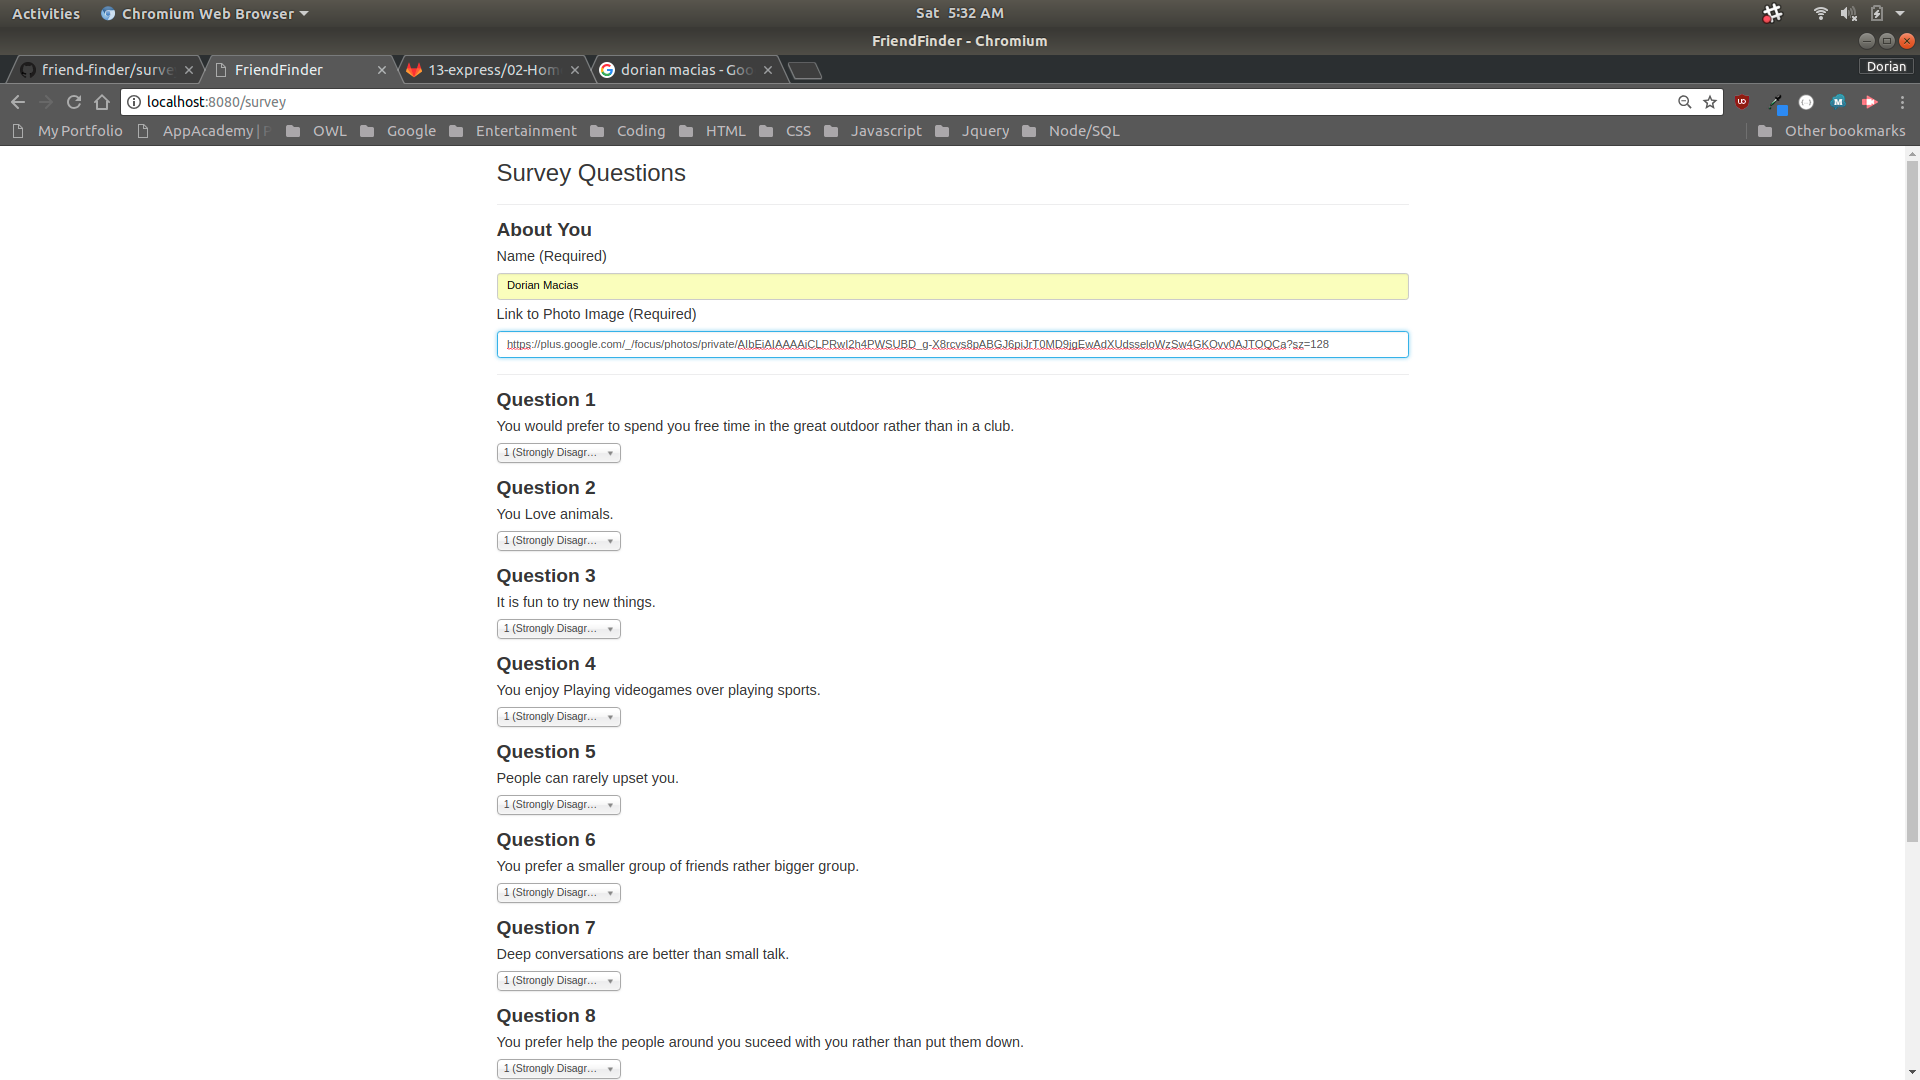 Activities Chromium Web Browser Sat 5:32 AM
FriendFinder - Chromium
friend-finder/surve FriendFinder 13-express/02-Hom dorian macias - Goo Dorian
localhost:8080/survey
My Portfolio AppAcademy | OWL Google Entertainment Coding HTML CSS Javascript Jquery Node/SQL Other bookmarks
Survey Questions
About You
Name (Required)
Dorian Macias
Link to Photo Image (Required)
https://plus.google.com/_/focus/photos/private/AIbEiAIAAAAiCLPRwI2h4PWSUBD_g-X8rcvs8pABGJ6piJrT0MD9jgEwAdXUdsseloWzSw4GKOvv0AJTOQCa?sz=128
Question 1
You would prefer to spend you free time in the great outdoor rather than in a club.
1 (Strongly Disagr...
Question 2
You Love animals.
1 (Strongly Disagr...
Question 3
It is fun to try new things.
1 (Strongly Disagr...
Question 4
You enjoy Playing videogames over playing sports.
1 (Strongly Disagr...
Question 5
People can rarely upset you.
1 (Strongly Disagr...
Question 6
You prefer a smaller group of friends rather bigger group.
1 (Strongly Disagr...
Question 7
Deep conversations are better than small talk.
1 (Strongly Disagr...
Question 8
You prefer help the people around you suceed with you rather than put them down.
1 (Strongly Disagr...